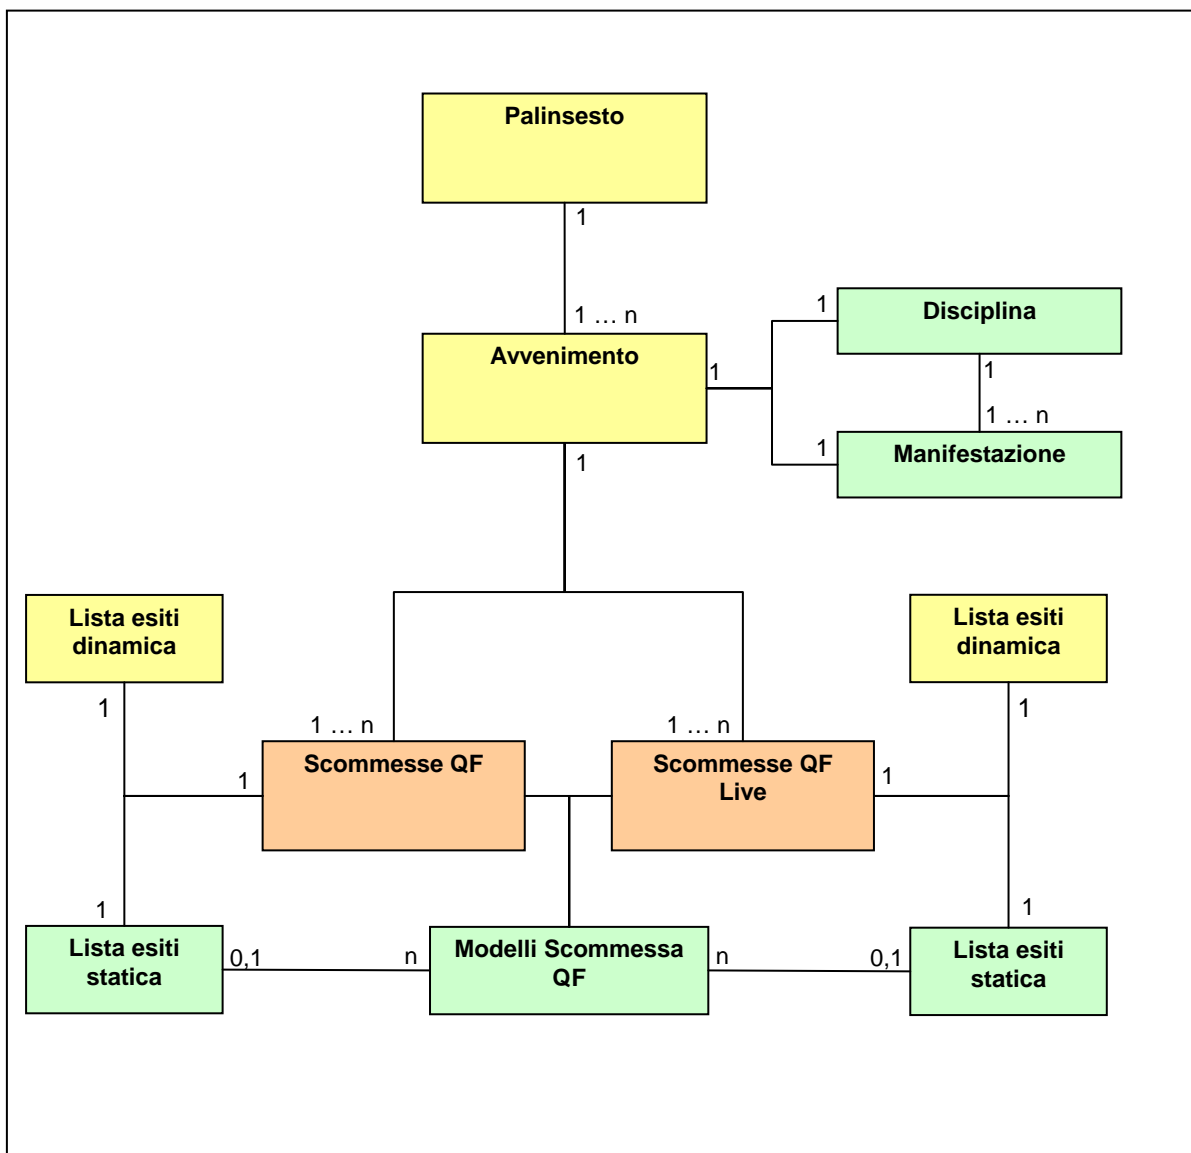 Palinsesto
1
1 … n
Avvenimento
1
1
Disciplina
1
1 … n
1
Manifestazione
1
Lista esiti
dinamica
1
Lista esiti
dinamica
1
1 … n
1 … n
1
Scommesse QF
Scommesse QF
Live
1
1
1
Lista esiti
statica
0,1
n
Modelli Scommessa
QF
n
0,1
Lista esiti
statica